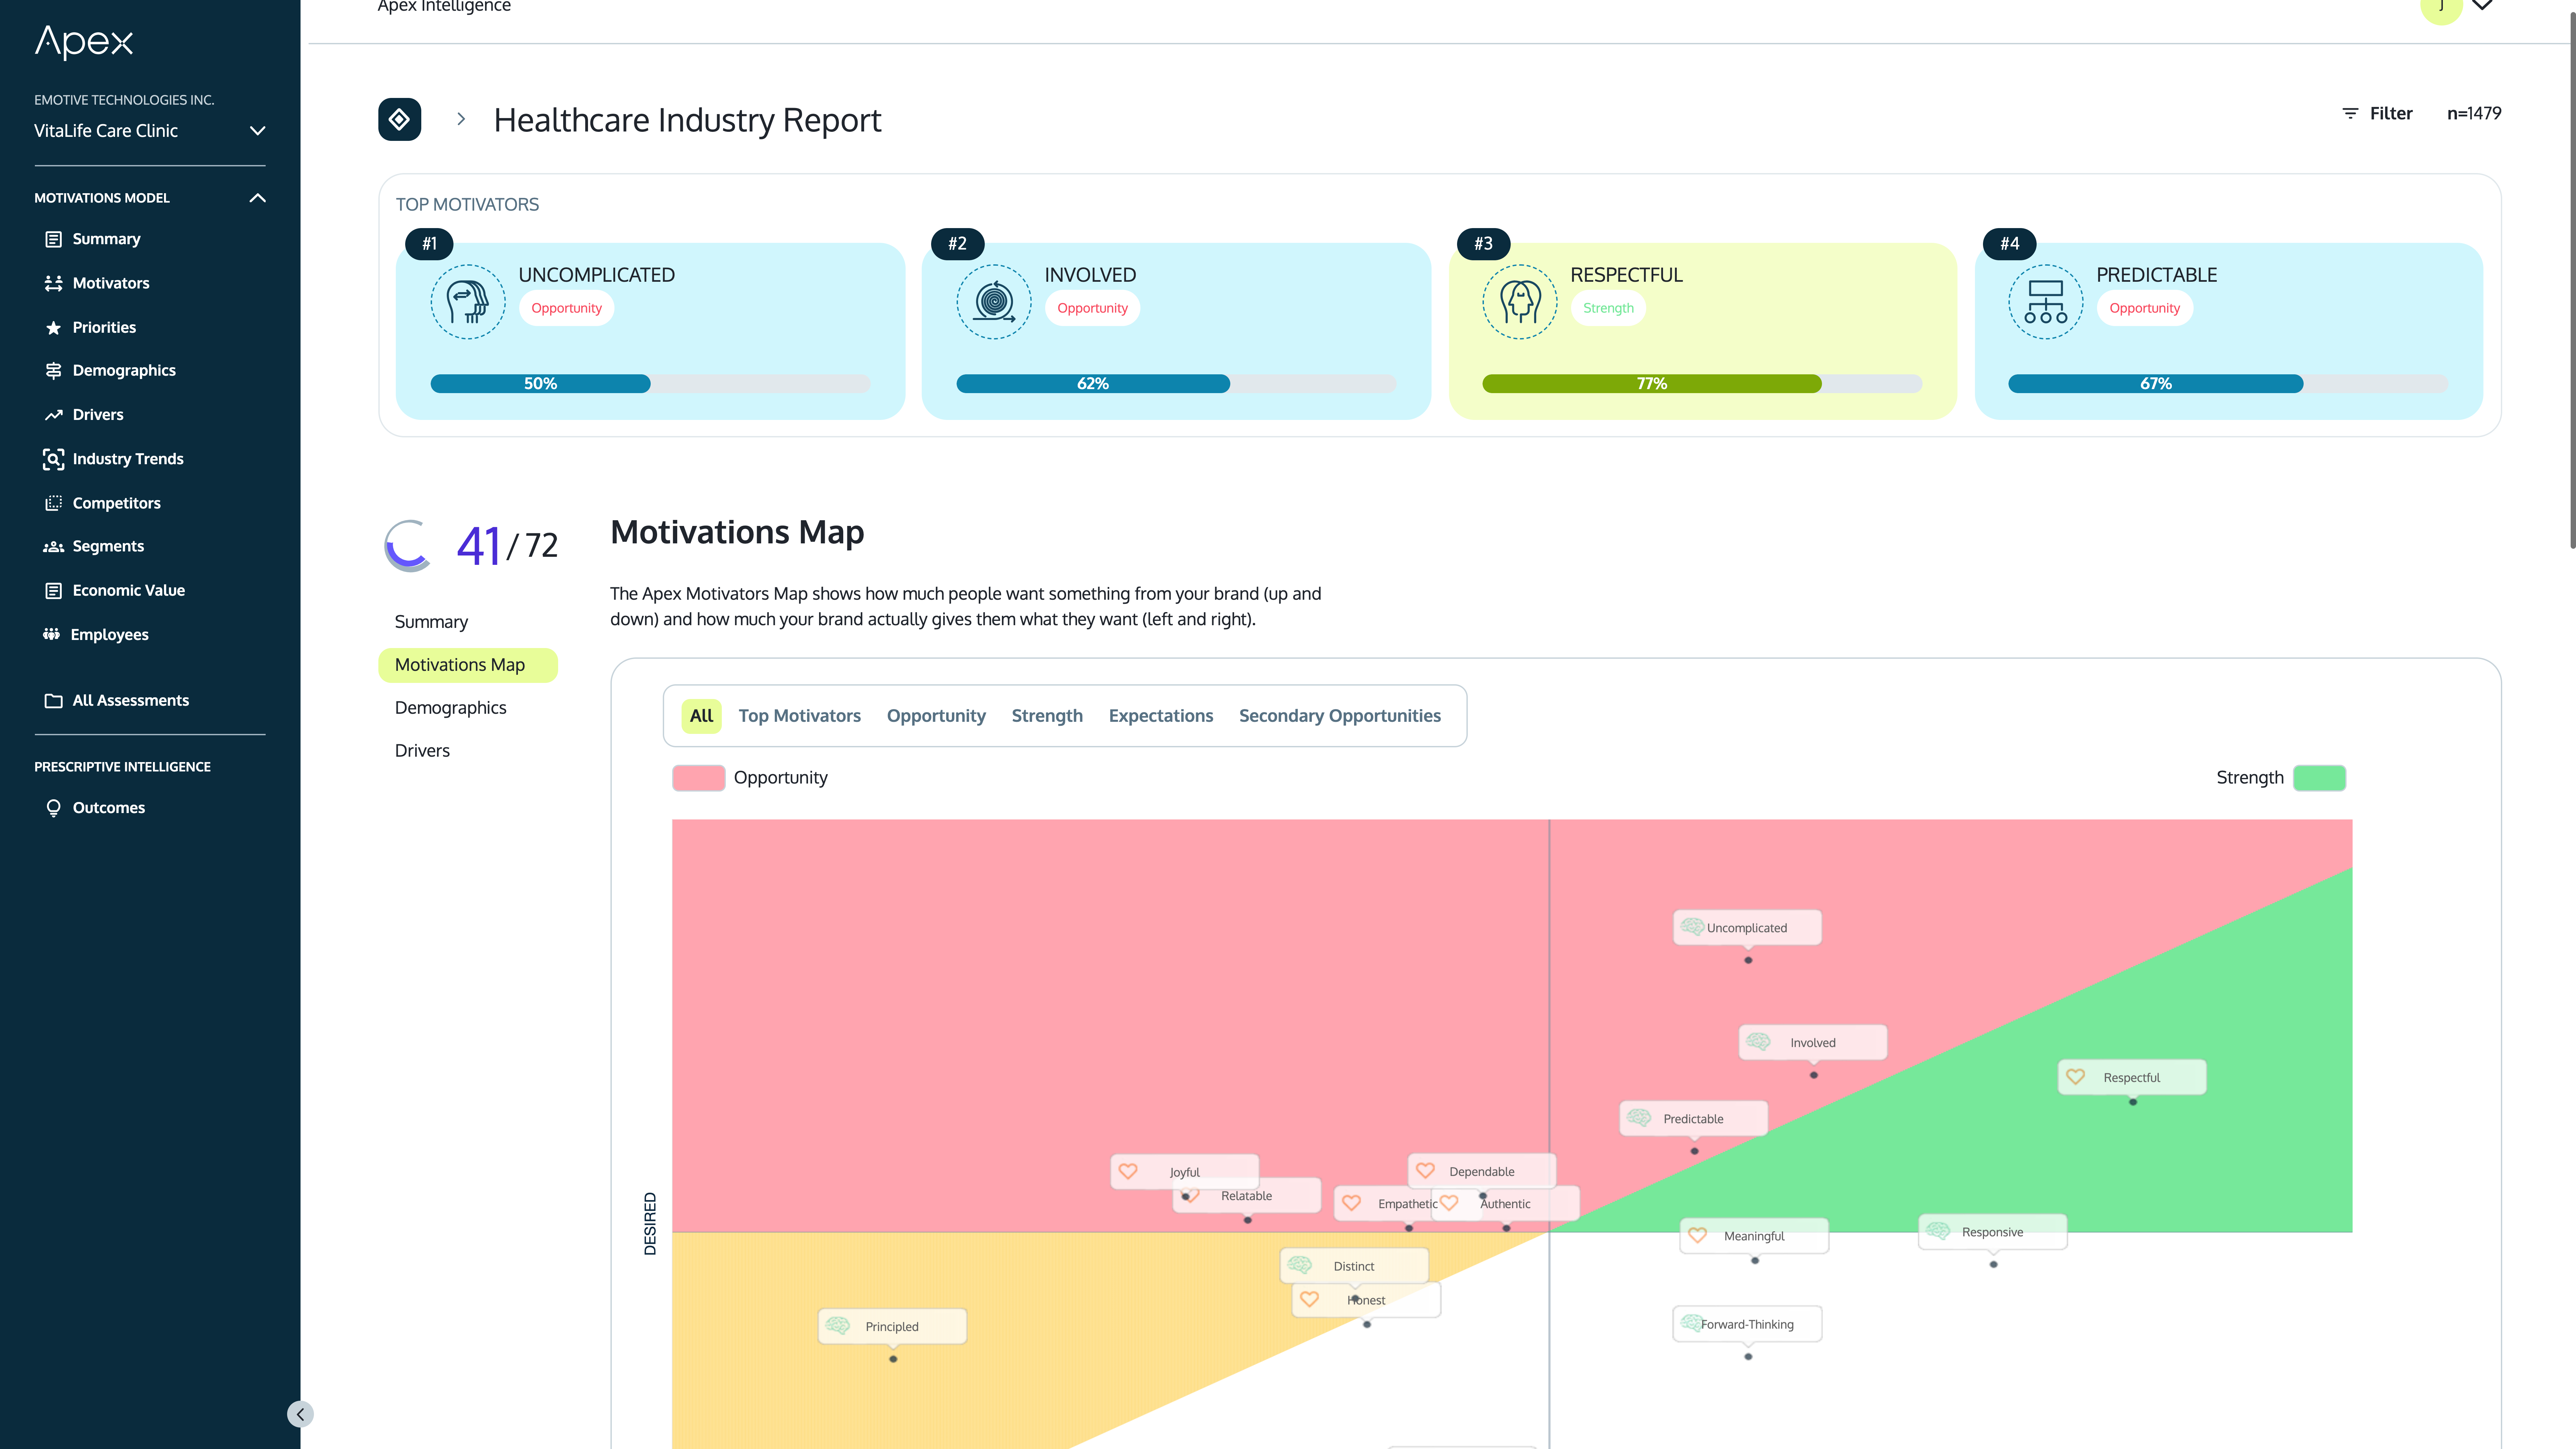 Apex
EMOTIVE TECHNOLOGIES INC.
VitaLife Care Clinic
MOTIVATIONS MODEL
Summary
Motivators
Priorities
Demographics
Drivers
Industry Trends
Competitors
Segments
Economic Value
Employees
All Assessments
PRESCRIPTIVE INTELLIGENCE
Outcomes
Apex Intelligence
J
Healthcare Industry Report
Filter
n=1479
TOP MOTIVATORS
#1
UNCOMPLICATED
Opportunity
50%
#2
INVOLVED
Opportunity
62%
#3
RESPECTFUL
Strength
77%
#4
PREDICTABLE
Opportunity
67%
41 / 72
Summary
Motivations Map
Demographics
Drivers
Motivations Map
The Apex Motivators Map shows how much people want something from your brand (up and
down) and how much your brand actually gives them what they want (left and right).
All Top Motivators Opportunity Strength Expectations Secondary Opportunities
Opportunity
Strength
DESIRED
Uncomplicated
Involved
Respectful
Predictable
Joyful
Dependable
Relatable
Empathetic
Authentic
Meaningful
Responsive
Distinct
Honest
Principled
Forward-Thinking